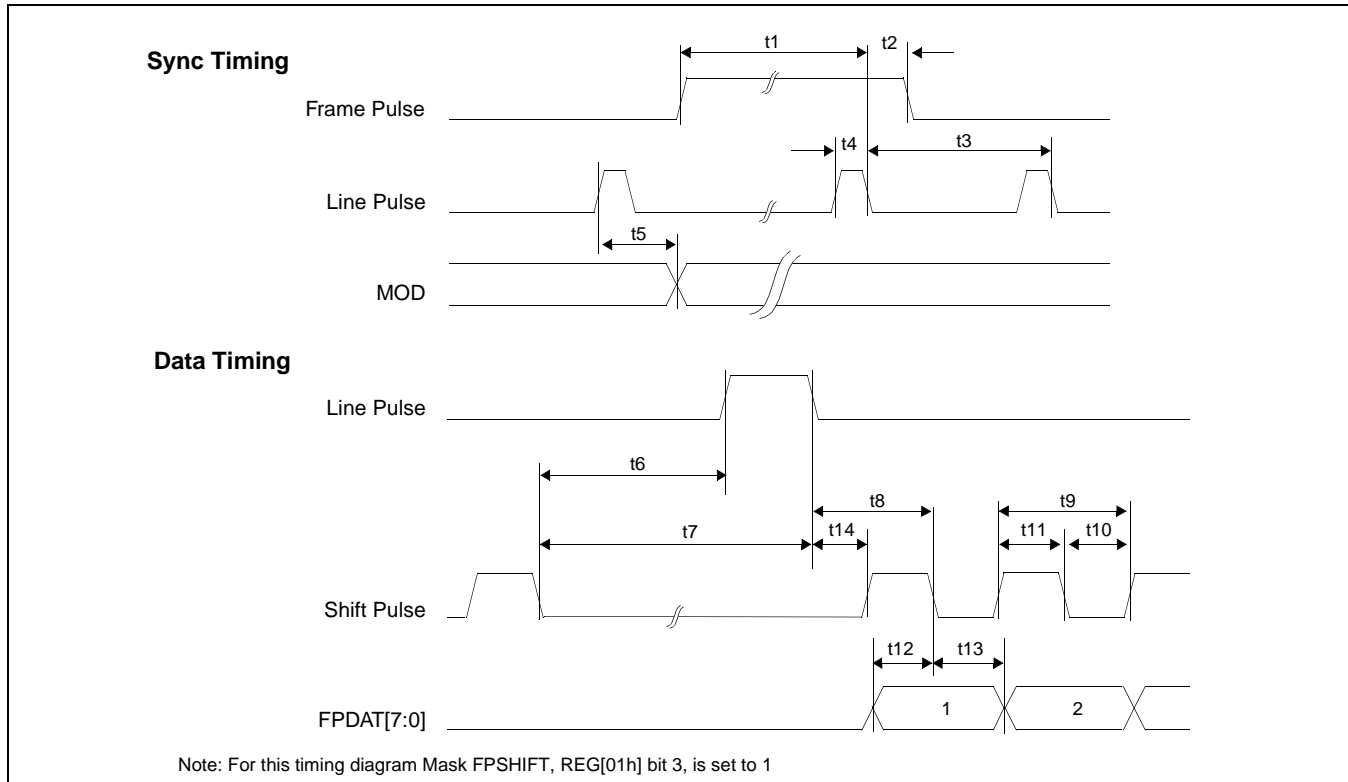 Sync Timing
t1
t2
Frame Pulse
t4
t3
Line Pulse
t5
MOD
Data Timing
Line Pulse
t6
t8
t9
t7
t14
t11
t10
Shift Pulse
t12
t13
FPDAT[7:0]
1
2
Note: For this timing diagram Mask FPSHIFT, REG[01h] bit 3, is set to 1